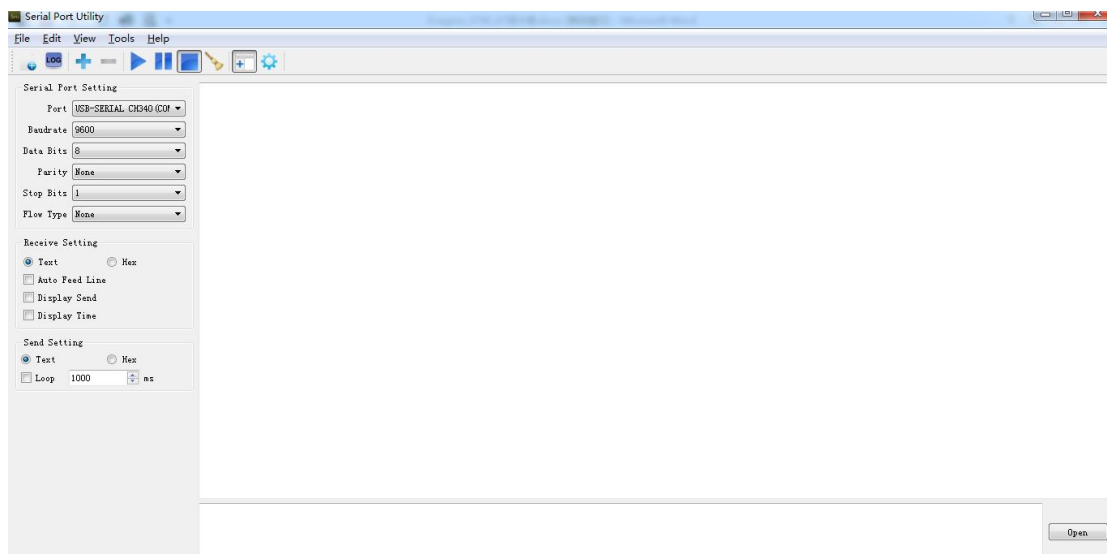 Serial Port Utility
File Edit View Tools Help
LOG
Serial Port Setting
Port USB-SERIAL CH340 (COM
Baudrate 9600
Data Bits 8
Parity None
Stop Bits 1
Flow Type None
Receive Setting
Text Hex
Auto Feed Line
Display Send
Display Time
Send Setting
Text Hex
Loop 1000 ms
Open